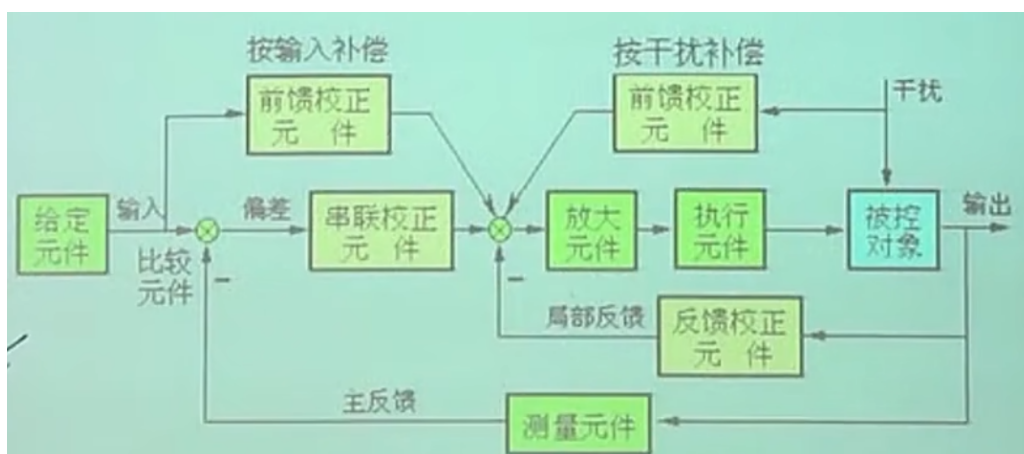 按输入补偿
按干扰补偿
前馈校正
元 件
前馈校正
元 件
干扰
给定
元件
输入
偏差
串联校正
元 件
放大
元件
执行
元件
被控
对象
输出
比较
元件
−
−
局部反馈
反馈校正
元 件
主反馈
测量元件